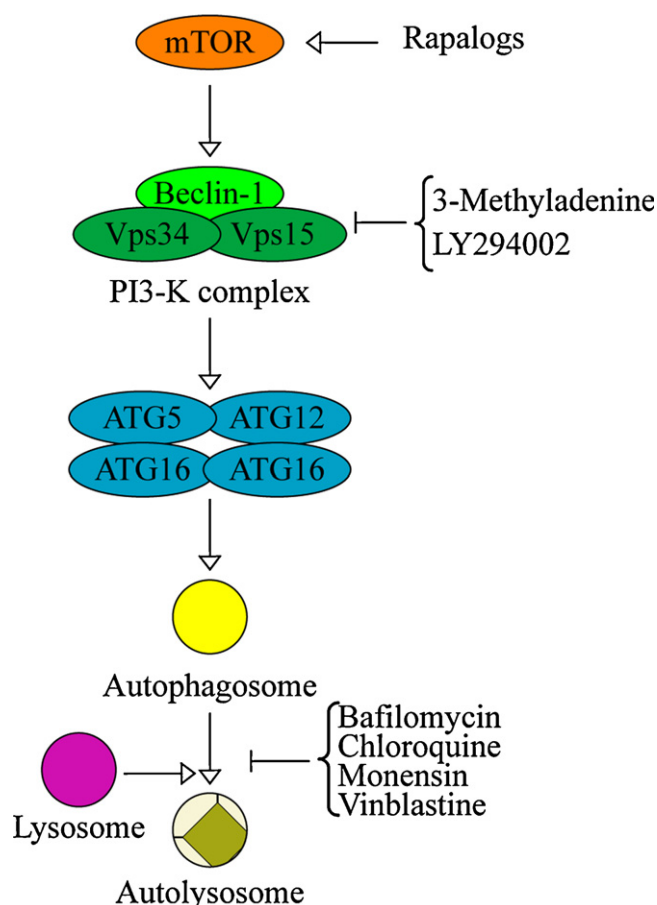 mTOR
Rapalogs
Beclin-1
Vps34
Vps15
3-Methyladenine
LY294002
PI3-K complex
ATG5
ATG12
ATG16
ATG16
Autophagosome
Bafilomycin
Chloroquine
Monensin
Vinblastine
Lysosome
Autolysosome